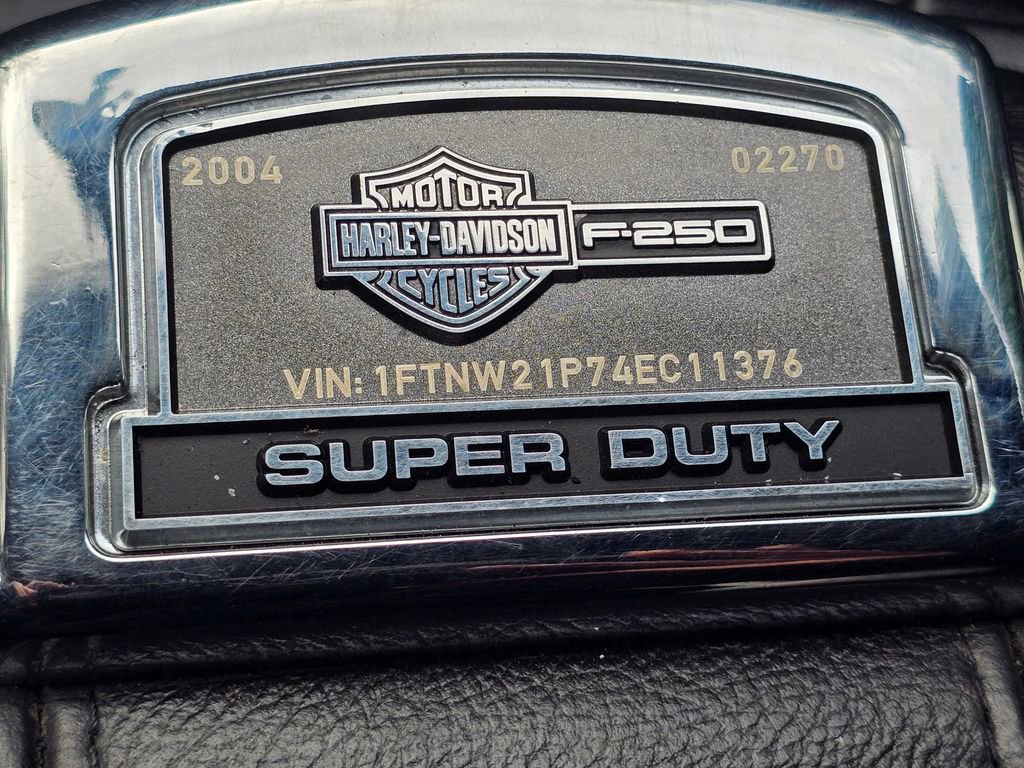 2004 02270
MOTOR
HARLEY-DAVIDSON F-250
CYCLES
VIN: 1FTNW21P74EC11376
SUPER DUTY